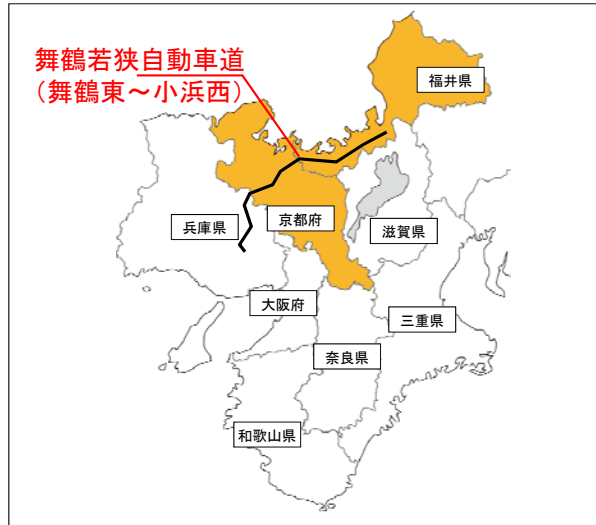 舞鶴若狭自動車道
（舞鶴東～小浜西）
福井県
兵庫県
京都府
滋賀県
大阪府
三重県
奈良県
和歌山県